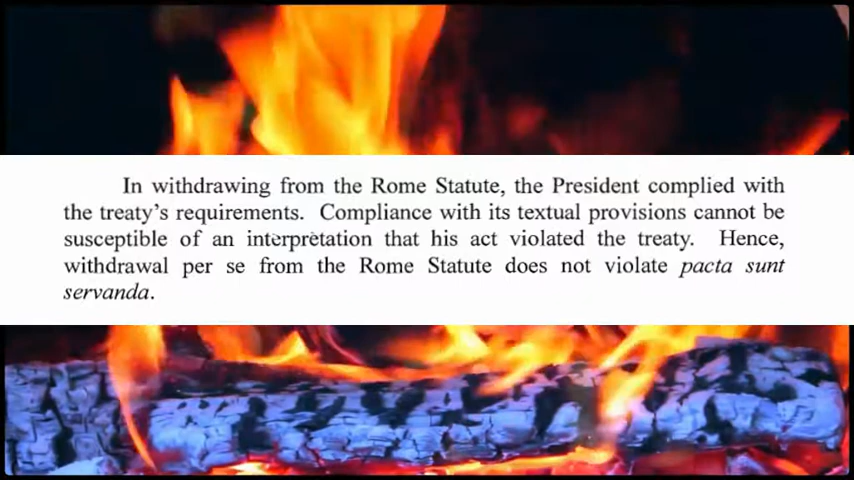 In withdrawing from the Rome Statute, the President complied with
the treaty's requirements. Compliance with its textual provisions cannot be
susceptible of an interpretation that his act violated the treaty. Hence,
withdrawal per se from the Rome Statute does not violate pacta sunt
servanda.